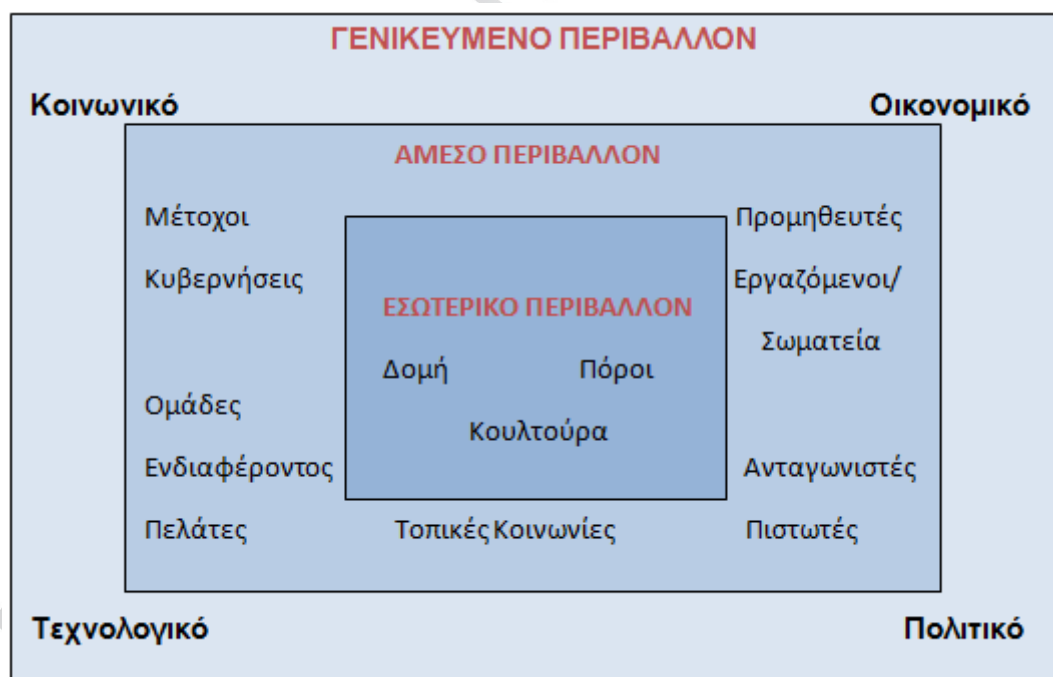 ΓΕΝΙΚΕΥΜΕΝΟ ΠΕΡΙΒΑΛΛΟΝ
Κοινωνικό Οικονομικό
ΑΜΕΣΟ ΠΕΡΙΒΑΛΛΟΝ
Μέτοχοι Προμηθευτές
Κυβερνήσεις Εργαζόμενοι/
ΕΣΩΤΕΡΙΚΟ ΠΕΡΙΒΑΛΛΟΝ
Σωματεία
Δομή Πόροι
Ομάδες
Κουλτούρα
Ενδιαφέροντος Ανταγωνιστές
Πελάτες Τοπικές Κοινωνίες Πιστωτές
Τεχνολογικό Πολιτικό